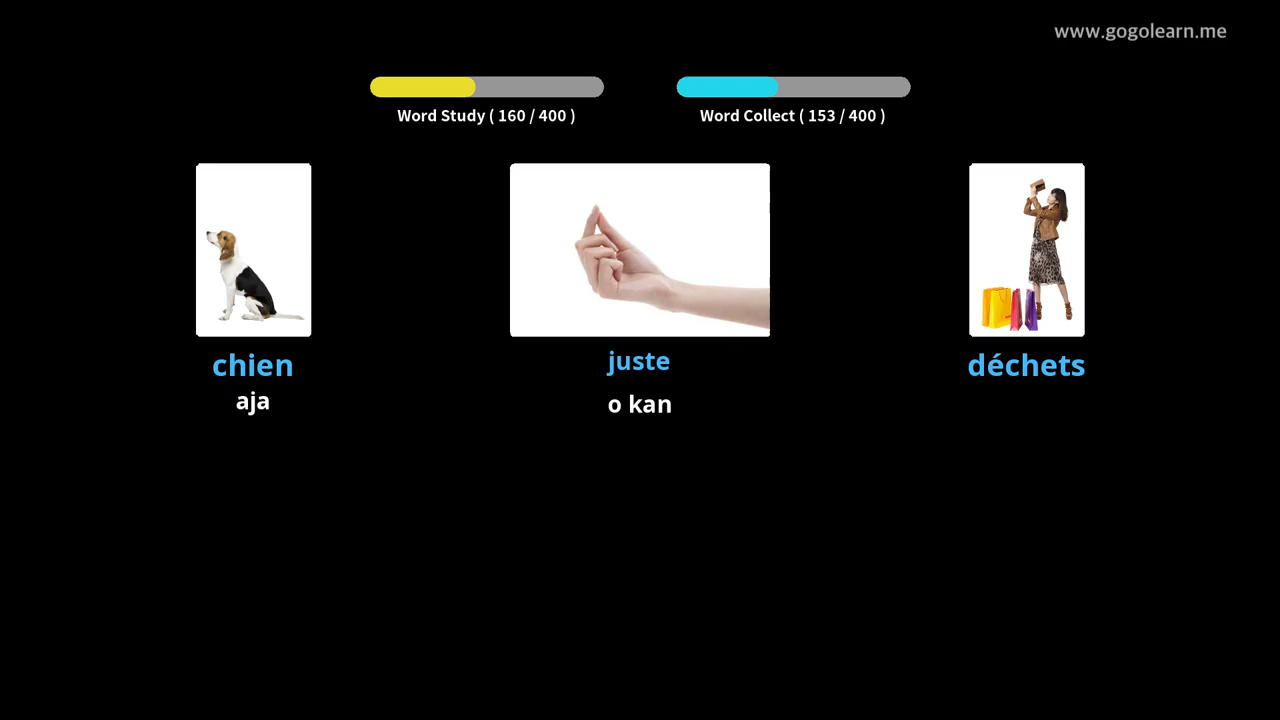 www.gogolearn.me
Word Study ( 160 / 400 )
Word Collect ( 153 / 400 )
chien
aja
juste
o kan
déchets